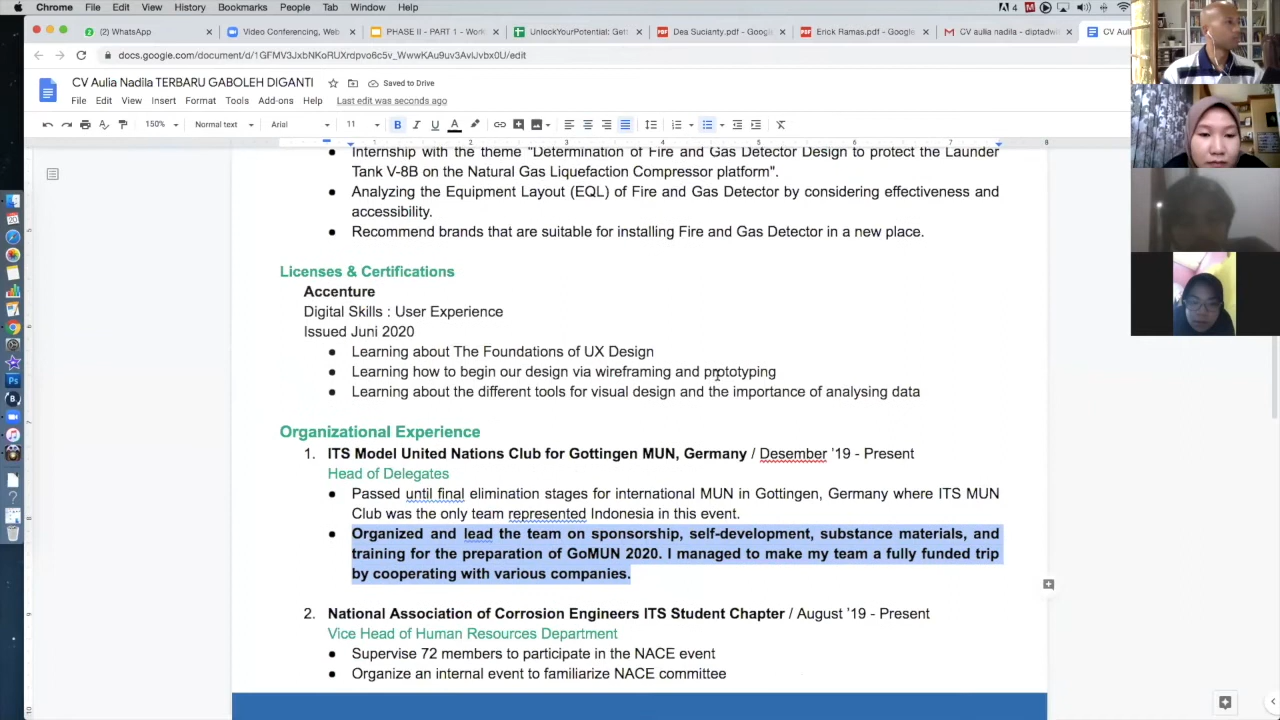 Chrome File Edit View History Bookmarks People Tab Window Help
(2) WhatsApp
Video Conferencing, Web
PHASE II - PART 1 - Work
UnlockYourPotential: Get
Dea Sucianty.pdf - Google
Erick Ramas.pdf - Google
CV aulia nadila - diptadwi
CV Aul
docs.google.com/document/d/1GFMV3JxbNKoRUXrdpvo6c5v_WwwKAu9uv3AvlJvbx0U/edit
CV Aulia Nadila TERBARU GABOLEH DIGANTI
Saved to Drive
File Edit View Insert Format Tools Add-ons Help Last edit was seconds ago
150% Normal text Arial 11 B I U A
1 2 3 4 5 6 7 8
● Internship with the theme "Determination of Fire and Gas Detector Design to protect the Launder
Tank V-8B on the Natural Gas Liquefaction Compressor platform".
● Analyzing the Equipment Layout (EQL) of Fire and Gas Detector by considering effectiveness and
accessibility.
● Recommend brands that are suitable for installing Fire and Gas Detector in a new place.
Licenses & Certifications
Accenture
Digital Skills : User Experience
Issued Juni 2020
● Learning about The Foundations of UX Design
● Learning how to begin our design via wireframing and prototyping
● Learning about the different tools for visual design and the importance of analysing data
Organizational Experience
1. ITS Model United Nations Club for Gottingen MUN, Germany / Desember '19 - Present
Head of Delegates
● Passed until final elimination stages for international MUN in Gottingen, Germany where ITS MUN
Club was the only team represented Indonesia in this event.
● Organized and lead the team on sponsorship, self-development, substance materials, and
training for the preparation of GoMUN 2020. I managed to make my team a fully funded trip
by cooperating with various companies.
2. National Association of Corrosion Engineers ITS Student Chapter / August '19 - Present
Vice Head of Human Resources Department
● Supervise 72 members to participate in the NACE event
● Organize an internal event to familiarize NACE committee